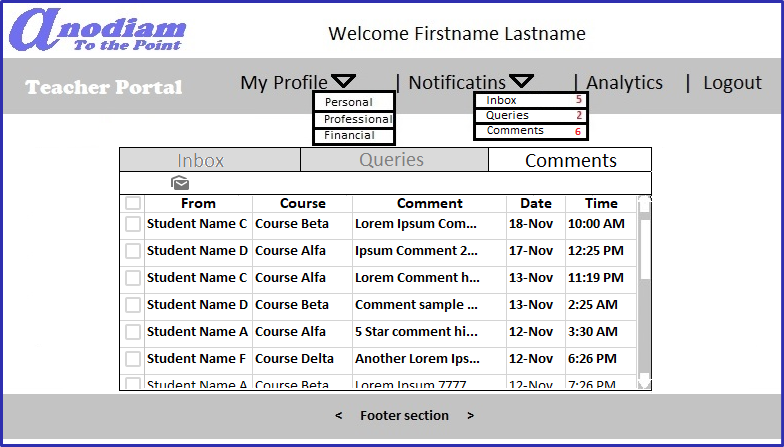 Anodiam
To the Point
Welcome Firstname Lastname
Teacher Portal
My Profile | Notificatins | Analytics | Logout
Personal
Professional
Financial
Inbox 5
Queries 2
Comments 6
Inbox Queries Comments
From Course Comment Date Time
Student Name C Course Beta Lorem Ipsum Com... 18-Nov 10:00 AM
Student Name D Course Alfa Ipsum Comment 2... 17-Nov 12:25 PM
Student Name C Course Alfa Lorem Comment h... 13-Nov 11:19 PM
Student Name D Course Beta Comment sample ... 13-Nov 2:25 AM
Student Name A Course Alfa 5 Star comment hi... 12-Nov 3:30 AM
Student Name F Course Delta Another Lorem Ips... 12-Nov 6:26 PM
Student Name A Course Beta Lorem Ipsum 7777 12-Nov 7:26 PM
< Footer section >